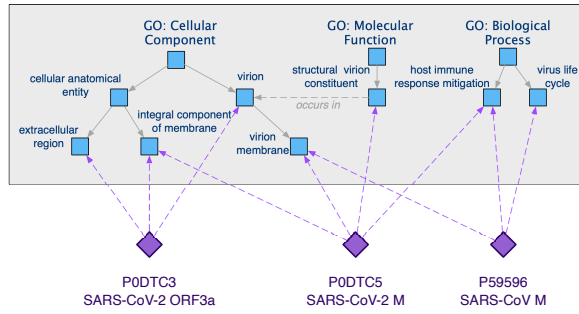 GO: Cellular
Component
GO: Molecular
Function
GO: Biological
Process
cellular anatomical
entity
virion
structural virion
constituent
host immune
response mitigation
virus life
cycle
occurs in
extracellular
region
integral component
of membrane
virion
membrane
P0DTC3
SARS-CoV-2 ORF3a
P0DTC5
SARS-CoV-2 M
P59596
SARS-CoV M